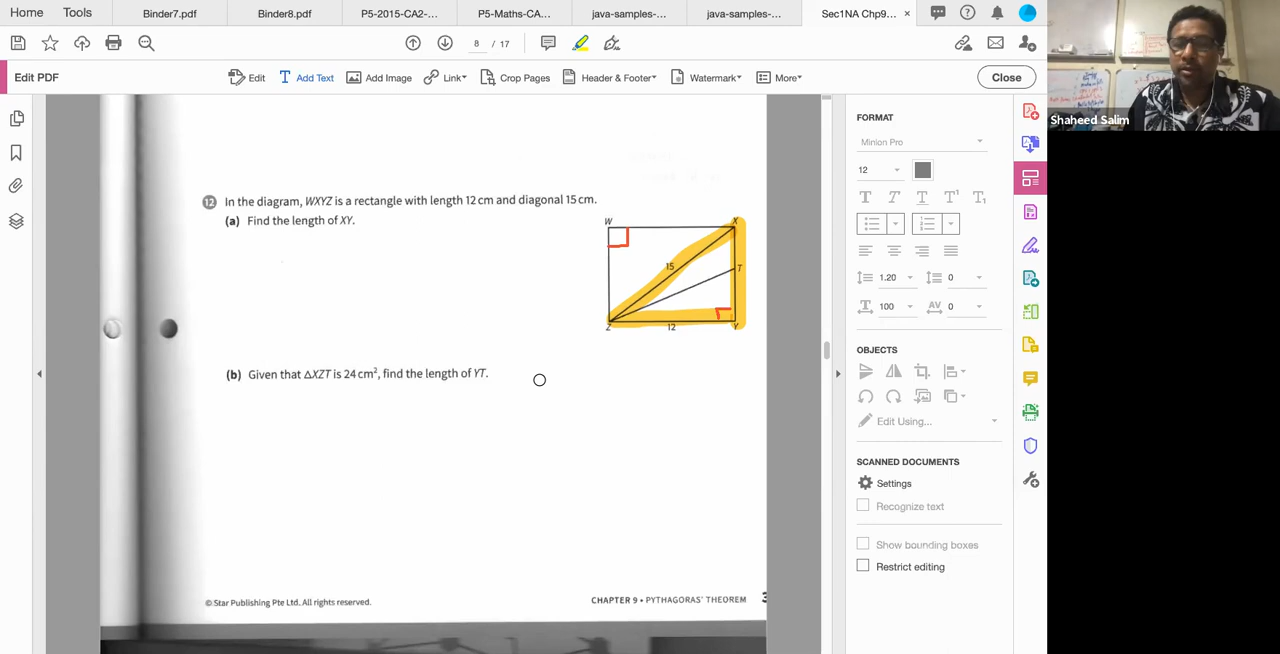 Home Tools Binder7.pdf Binder8.pdf P5-2015-CA2-... P5-Maths-CA... java-samples-... java-samples-... Sec1NA Chp9... ×
8 / 17
Edit PDF Edit Add Text Add Image Link Crop Pages Header & Footer Watermark More Close
Shaheed Salim
12 In the diagram, WXYZ is a rectangle with length 12 cm and diagonal 15 cm.
(a) Find the length of XY.
W X
15 T
Z 12 Y
(b) Given that △XZT is 24 cm², find the length of YT.
© Star Publishing Pte Ltd. All rights reserved.
CHAPTER 9 • PYTHAGORAS' THEOREM
FORMAT
Minion Pro
12
T T T T¹ T₁
1.20 0
100 AV 0
OBJECTS
Edit Using...
SCANNED DOCUMENTS
Settings
Recognize text
Show bounding boxes
Restrict editing